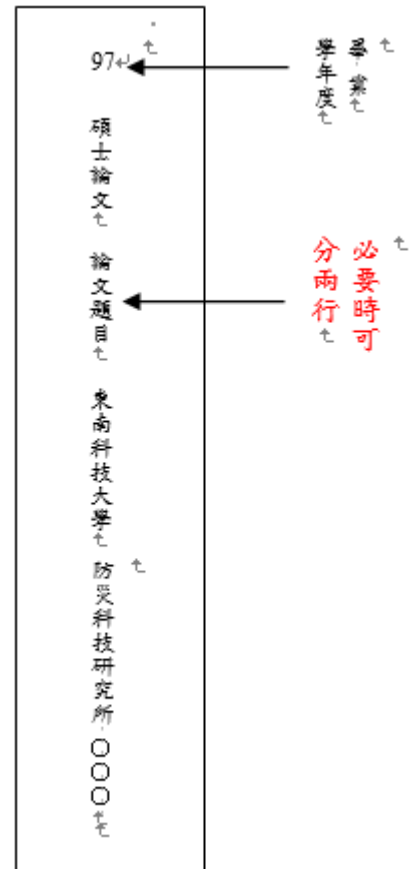 97
碩士論文
論文題目
東南科技大學
防災科技研究所
○○○
畢業
學年度
必要時可
分兩行